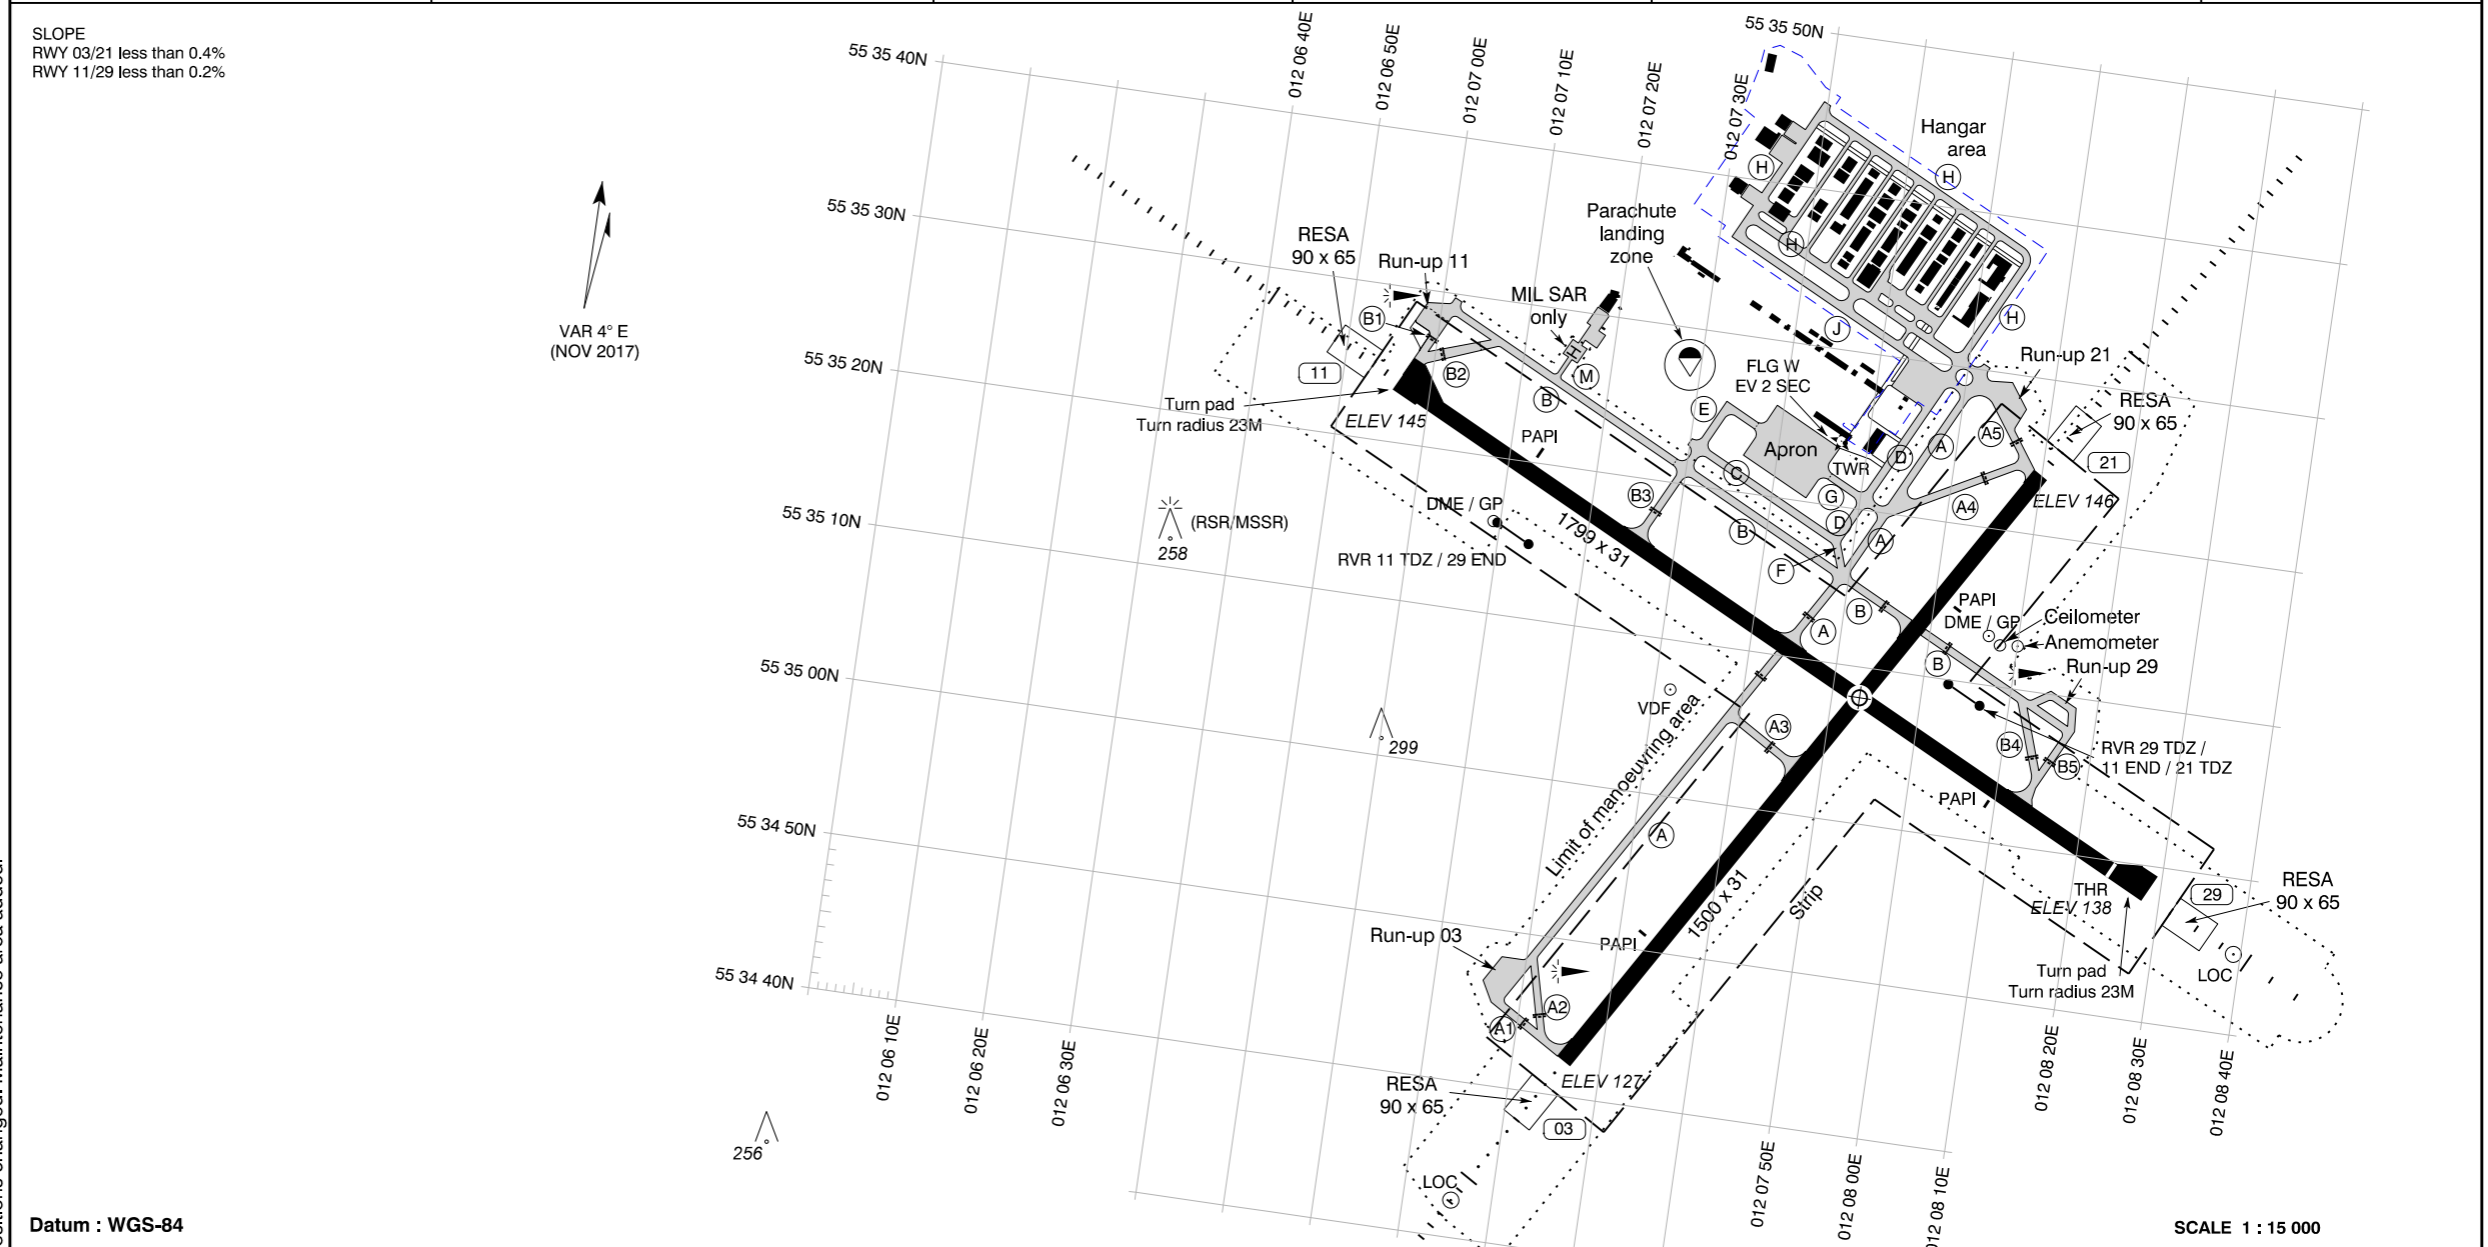 SLOPE
RWY 03/21 less than 0.4%
RWY 11/29 less than 0.2%
VAR 4° E
(NOV 2017)
55 35 40N
55 35 30N
55 35 20N
55 35 10N
55 35 00N
55 34 50N
55 34 40N
55 35 50N
012 06 40E
012 06 50E
012 07 00E
012 07 10E
012 07 20E
012 07 30E
Hangar
area
H
H
H
H
Parachute
landing
zone
RESA
90 x 65
Run-up 11
MIL SAR
only
B1
11
B2
M
B
J
FLG W
EV 2 SEC
Run-up 21
RESA
90 x 65
Turn pad
Turn radius 23M
ELEV 145
PAPI
E
Apron
TWR
D
A
A5
21
C
G
B3
A4
ELEV 146
DME / GP
1799 x 31
B
D
A
RVR 11 TDZ / 29 END
F
(RSR/MSSR)
258
PAPI
DME / GP
Ceilometer
Anemometer
B
A
B
Run-up 29
VDF
Limit of manoeuvring area
A3
299
B4
B5
RVR 29 TDZ /
11 END / 21 TDZ
PAPI
A
1500 x 31
Strip
THR
ELEV 138
29
RESA
90 x 65
Run-up 03
PAPI
Turn pad
Turn radius 23M
LOC
A1
A2
ELEV 127
RESA
90 x 65
03
LOC
256
012 06 10E
012 06 20E
012 06 30E
012 07 50E
012 08 00E
012 08 10E
012 08 20E
012 08 30E
012 08 40E
Datum : WGS-84
SCALE 1 : 15 000